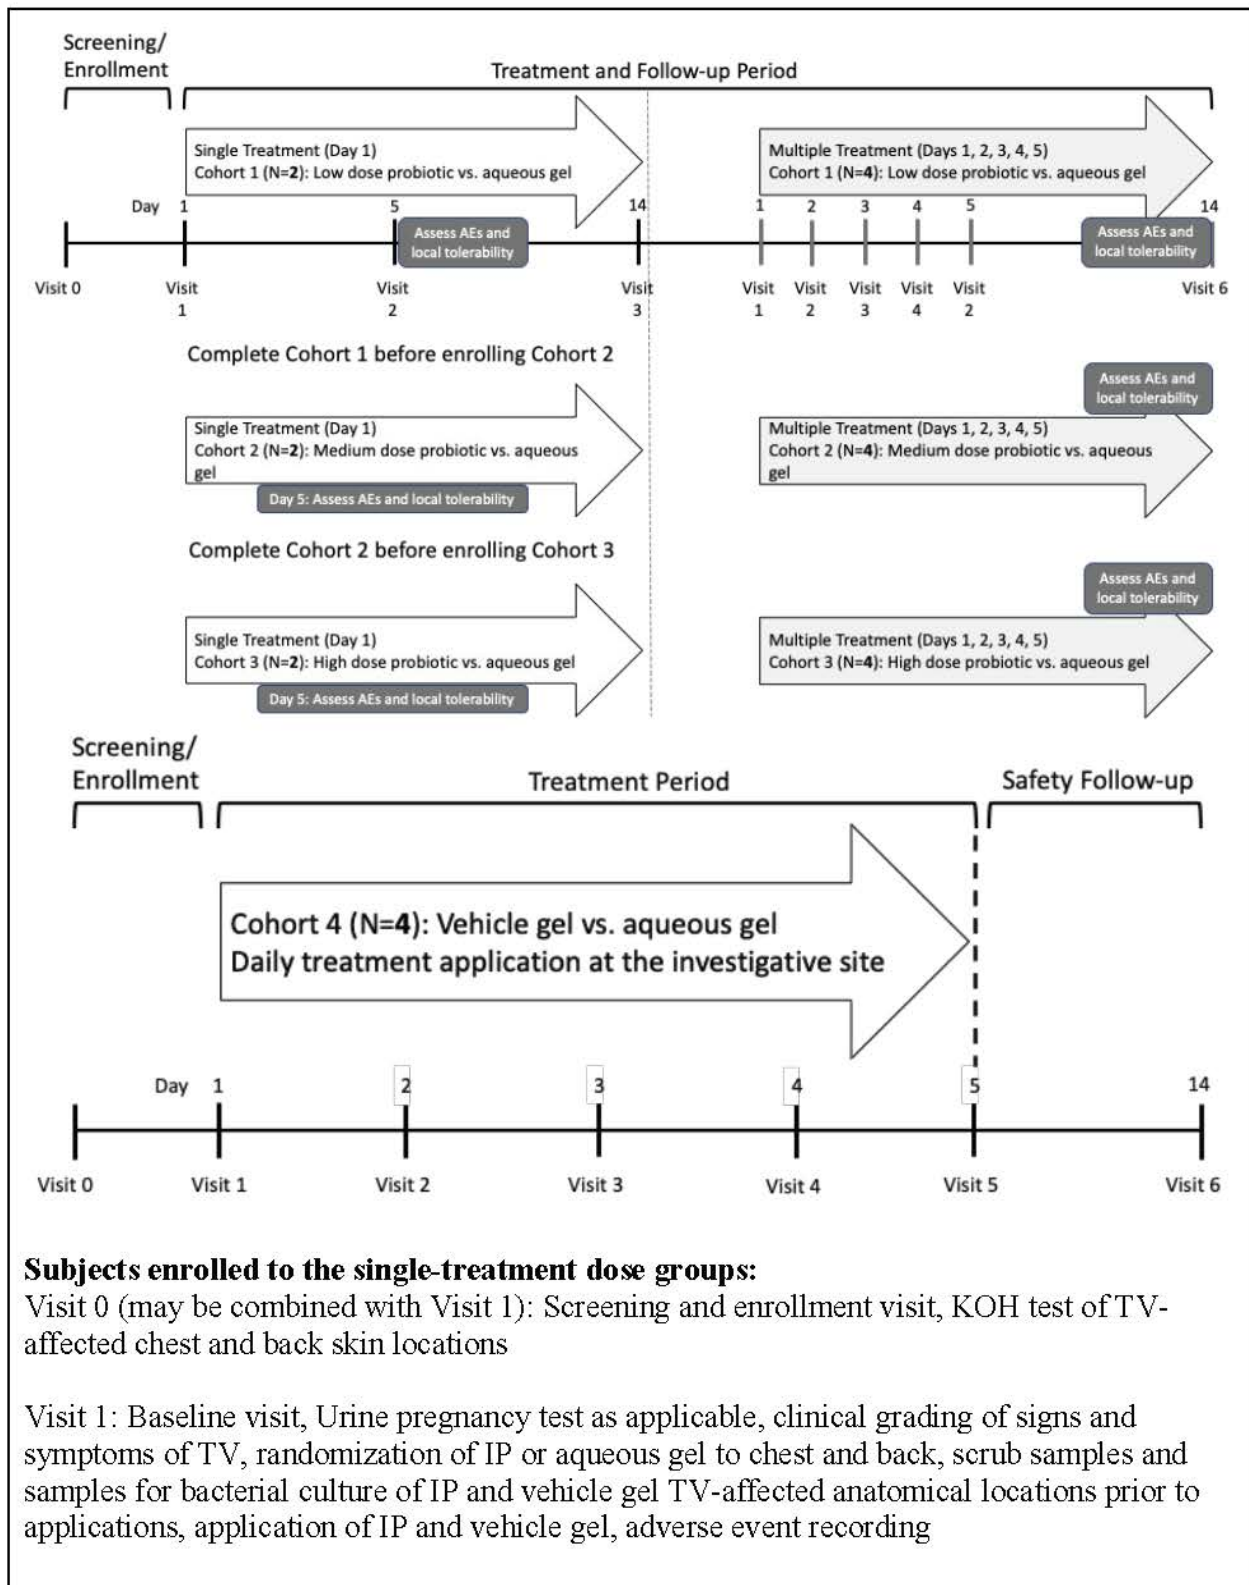 Screening/
Enrollment
Treatment and Follow-up Period
Single Treatment (Day 1)
Cohort 1 (N=2): Low dose probiotic vs. aqueous gel
Multiple Treatment (Days 1, 2, 3, 4, 5)
Cohort 1 (N=4): Low dose probiotic vs. aqueous gel
Day 1 5 14 1 2 3 4 5 14
Assess AEs and
local tolerability
Assess AEs and
local tolerability
Visit 0 Visit Visit Visit Visit Visit Visit Visit Visit Visit 6
1 2 3 1 2 3 4 2
Complete Cohort 1 before enrolling Cohort 2
Assess AEs and
local tolerability
Single Treatment (Day 1)
Cohort 2 (N=2): Medium dose probiotic vs. aqueous
gel
Day 5: Assess AEs and local tolerability
Multiple Treatment (Days 1, 2, 3, 4, 5)
Cohort 2 (N=4): Medium dose probiotic vs. aqueous
gel
Complete Cohort 2 before enrolling Cohort 3
Assess AEs and
local tolerability
Single Treatment (Day 1)
Cohort 3 (N=2): High dose probiotic vs. aqueous gel
Day 5: Assess AEs and local tolerability
Multiple Treatment (Days 1, 2, 3, 4, 5)
Cohort 3 (N=4): High dose probiotic vs. aqueous gel
Screening/
Enrollment
Treatment Period
Safety Follow-up
Cohort 4 (N=4): Vehicle gel vs. aqueous gel
Daily treatment application at the investigative site
Day 1 2 3 4 5 14
Visit 0 Visit 1 Visit 2 Visit 3 Visit 4 Visit 5 Visit 6
Subjects enrolled to the single-treatment dose groups:
Visit 0 (may be combined with Visit 1): Screening and enrollment visit, KOH test of TV-
affected chest and back skin locations
Visit 1: Baseline visit, Urine pregnancy test as applicable, clinical grading of signs and
symptoms of TV, randomization of IP or aqueous gel to chest and back, scrub samples and
samples for bacterial culture of IP and vehicle gel TV-affected anatomical locations prior to
applications, application of IP and vehicle gel, adverse event recording